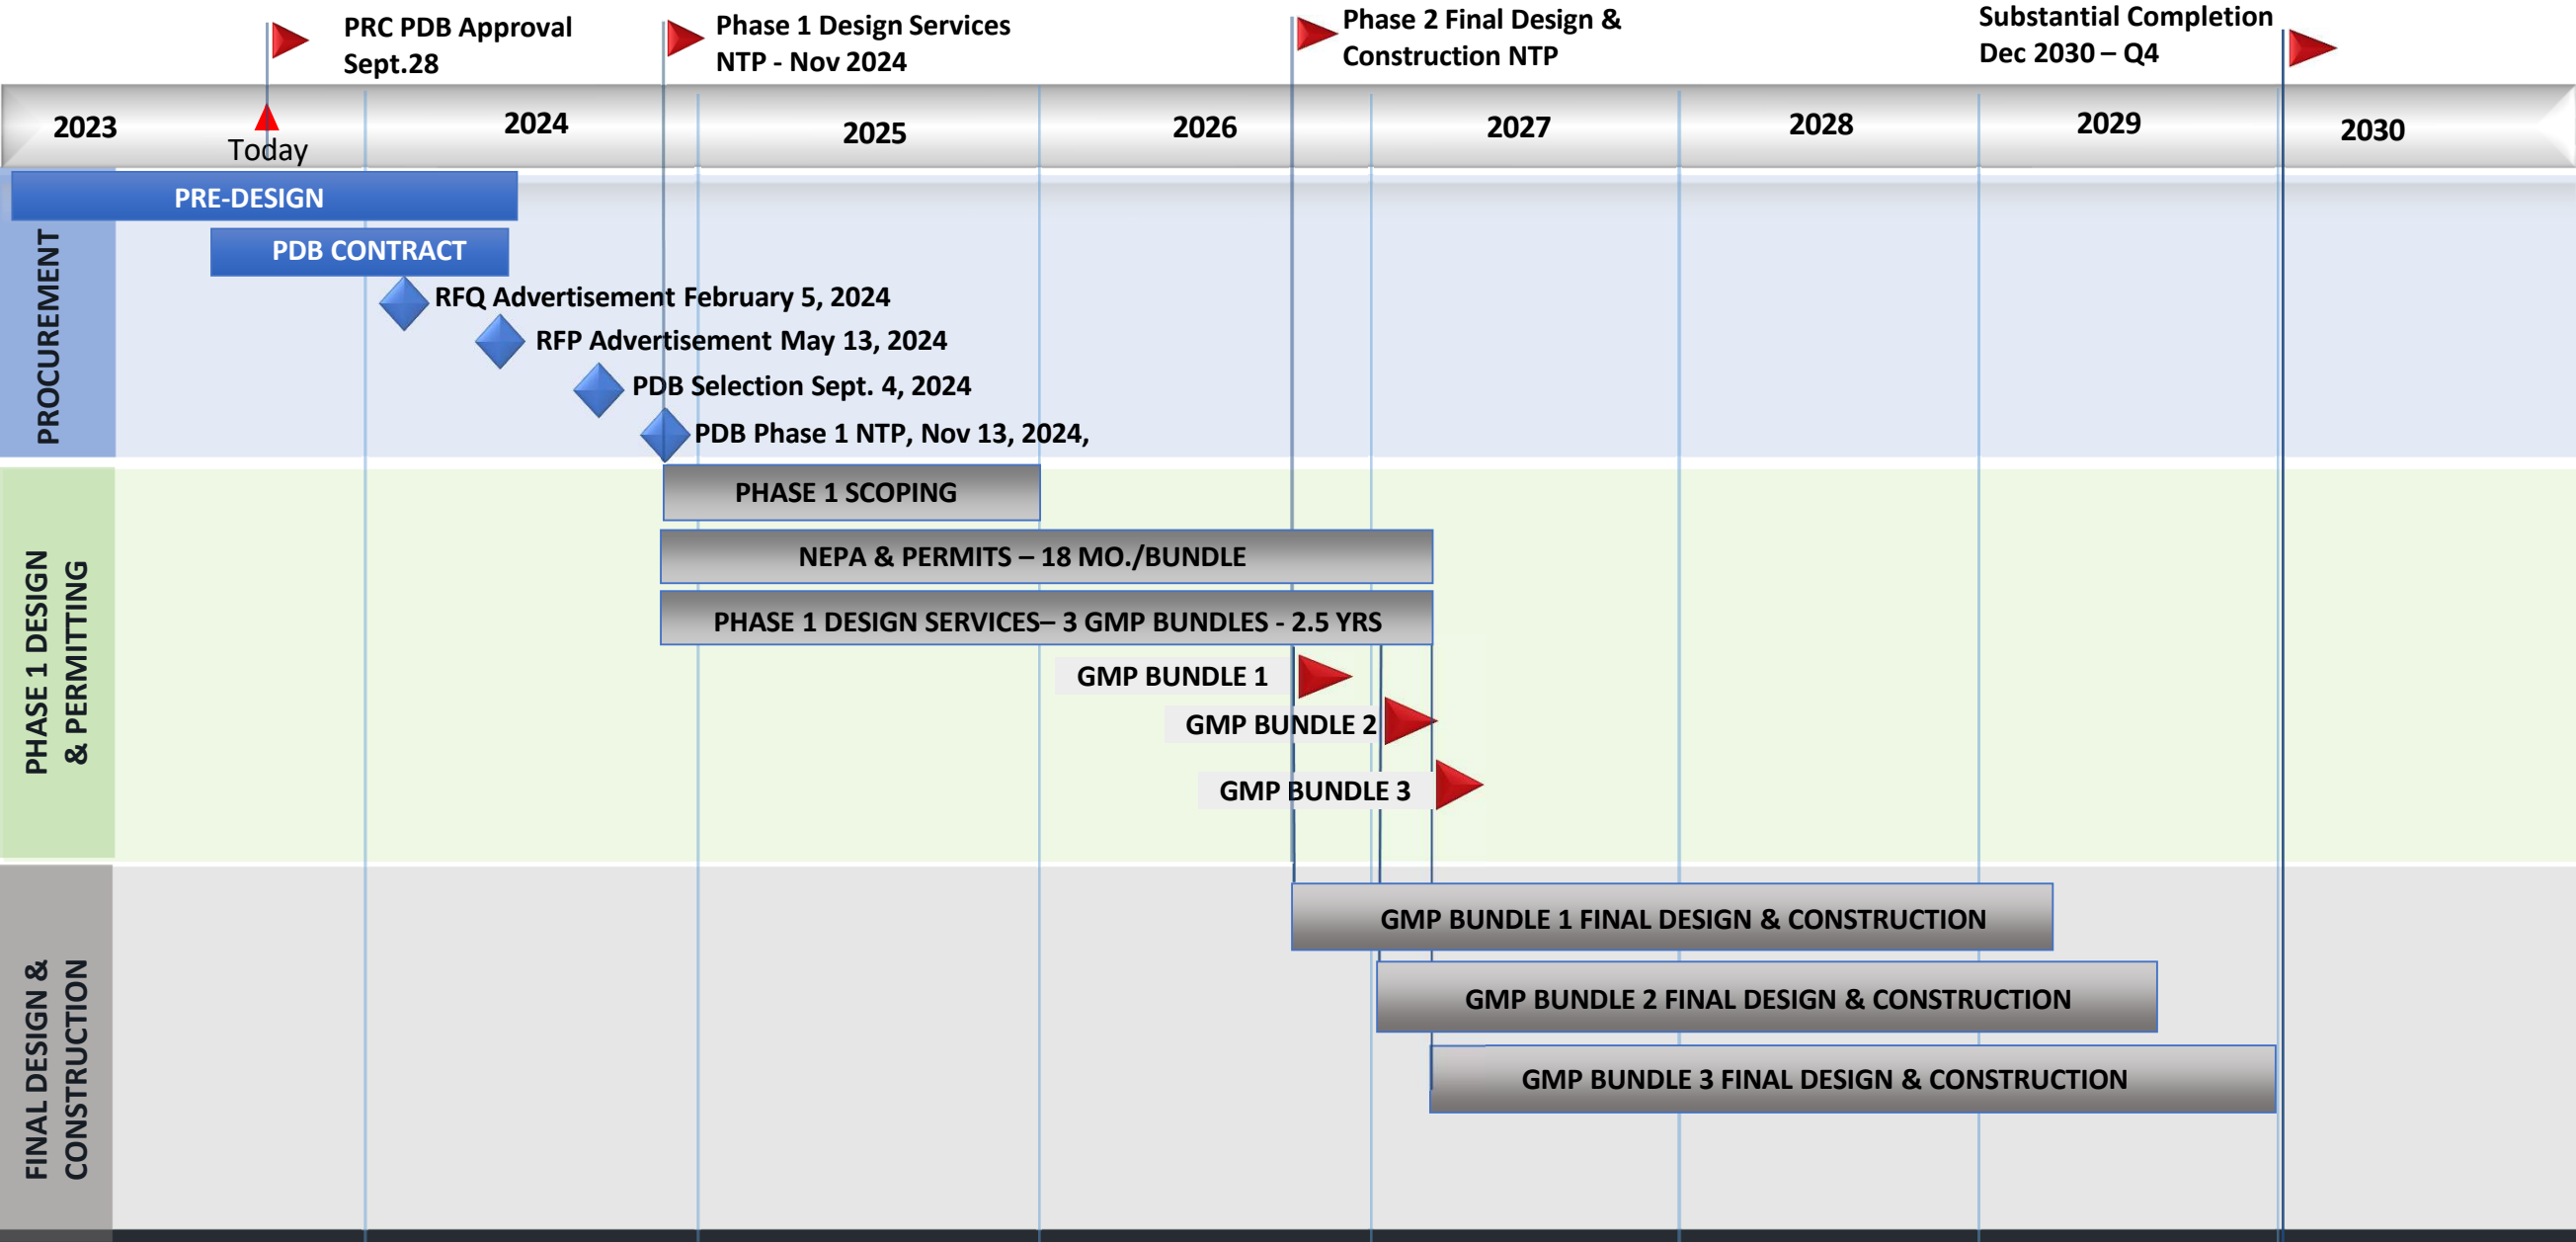 PRC PDB Approval
Sept.28
Phase 1 Design Services
NTP - Nov 2024
Phase 2 Final Design &
Construction NTP
Substantial Completion
Dec 2030 – Q4
2023
2024
2025
2026
2027
2028
2029
2030
Today
PROCUREMENT
PRE-DESIGN
PDB CONTRACT
RFQ Advertisement February 5, 2024
RFP Advertisement May 13, 2024
PDB Selection Sept. 4, 2024
PDB Phase 1 NTP, Nov 13, 2024,
PHASE 1 DESIGN
& PERMITTING
PHASE 1 SCOPING
NEPA & PERMITS – 18 MO./BUNDLE
PHASE 1 DESIGN SERVICES– 3 GMP BUNDLES - 2.5 YRS
GMP BUNDLE 1
GMP BUNDLE 2
GMP BUNDLE 3
FINAL DESIGN &
CONSTRUCTION
GMP BUNDLE 1 FINAL DESIGN & CONSTRUCTION
GMP BUNDLE 2 FINAL DESIGN & CONSTRUCTION
GMP BUNDLE 3 FINAL DESIGN & CONSTRUCTION